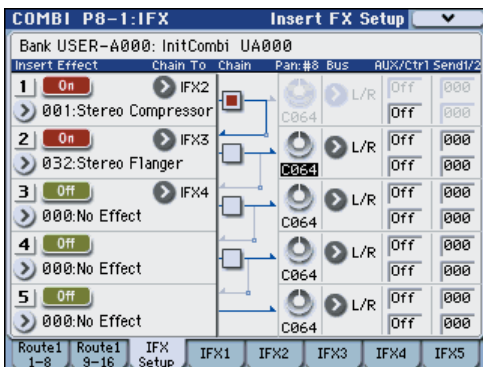 COMBI P8-1:IFX Insert FX Setup
Bank USER-A000: InitCombi UA000
Insert Effect Chain To Chain Pan:#8 Bus AUX/Ctrl Send1/2
1 On IFX2 L/R Off 000
001:Stereo Compressor C064 Off 000
2 On IFX3 L/R Off 000
032:Stereo Flanger C064 Off 000
3 Off IFX4 L/R Off 000
000:No Effect C064 Off 000
4 Off L/R Off 000
000:No Effect C064 Off 000
5 Off L/R Off 000
000:No Effect C064 Off 000
Route1 1-8 Route1 9-16 IFX Setup IFX1 IFX2 IFX3 IFX4 IFX5